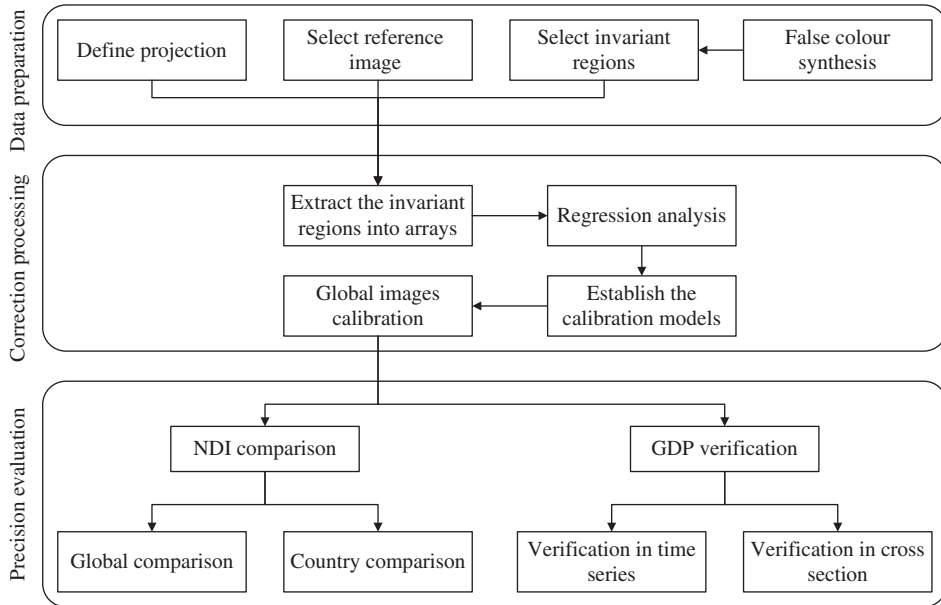 Data preparation
Define projection
Select reference
image
Select invariant
regions
False colour
synthesis
Correction processing
Extract the invariant
regions into arrays
Regression analysis
Global images
calibration
Establish the
calibration models
Precision evaluation
NDI comparison
GDP verification
Global comparison
Country comparison
Verification in time
series
Verification in cross
section